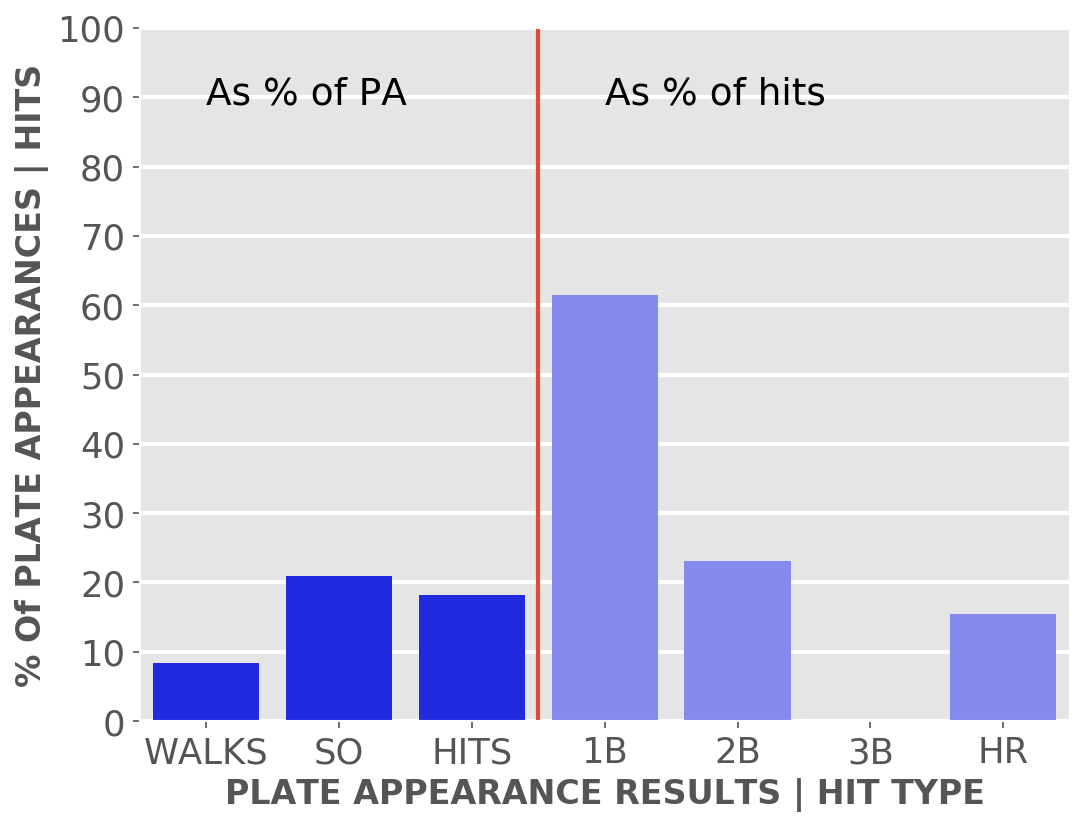 % Of PLATE APPEARANCES | HITS
100
90
80
70
60
50
40
30
20
10
0
As % of PA
As % of hits
WALKS SO HITS 1B 2B 3B HR
PLATE APPEARANCE RESULTS | HIT TYPE